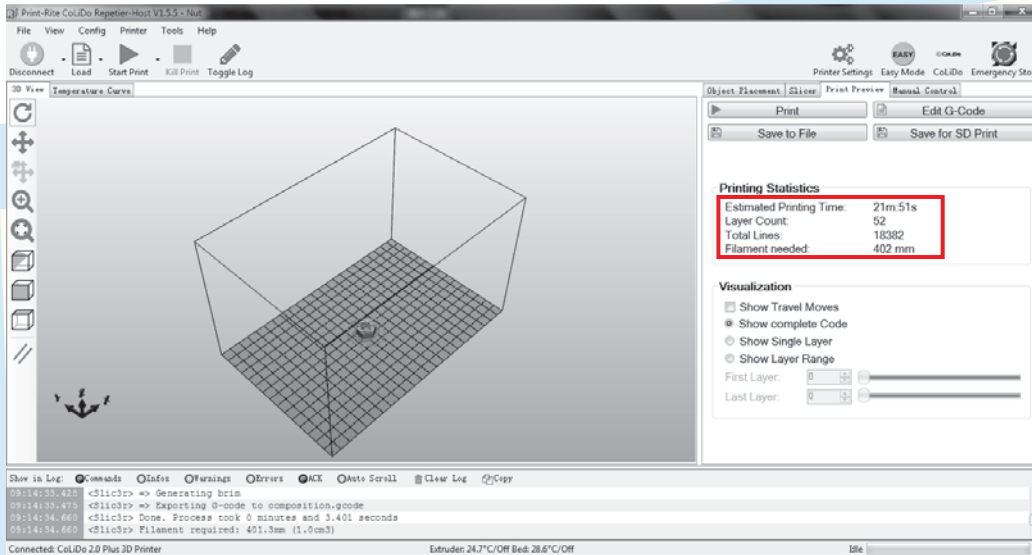 Print-Rite CoLiDo Repetier-Host V1.5.5 - Nut
File View Config Printer Tools Help
Disconnect Load Start Print Kill Print Toggle Log
Printer Settings Easy Mode CoLiDo Emergency Sto
EASY
3D View Temperature Curve
Object Placement Slicer Print Preview Manual Control
Print Edit G-Code
Save to File Save for SD Print
Printing Statistics
Estimated Printing Time: 21m:51s
Layer Count: 52
Total Lines: 18382
Filament needed: 402 mm
Visualization
Show Travel Moves
Show complete Code
Show Single Layer
Show Layer Range
First Layer: 0
Last Layer: 0
Show in Log: Commands Infos Warnings Errors ACK Auto Scroll Clear Log Copy
09:14:33.428 <Slic3r> => Generating brim
09:14:33.475 <Slic3r> => Exporting G-code to composition.gcode
09:14:34.660 <Slic3r> Done. Process took 0 minutes and 3.401 seconds
09:14:34.660 <Slic3r> Filament required: 401.3mm (1.0cm3)
Connected: CoLiDo 2.0 Plus 3D Printer Extruder: 24.7°C/Off Bed: 28.6°C/Off Idle